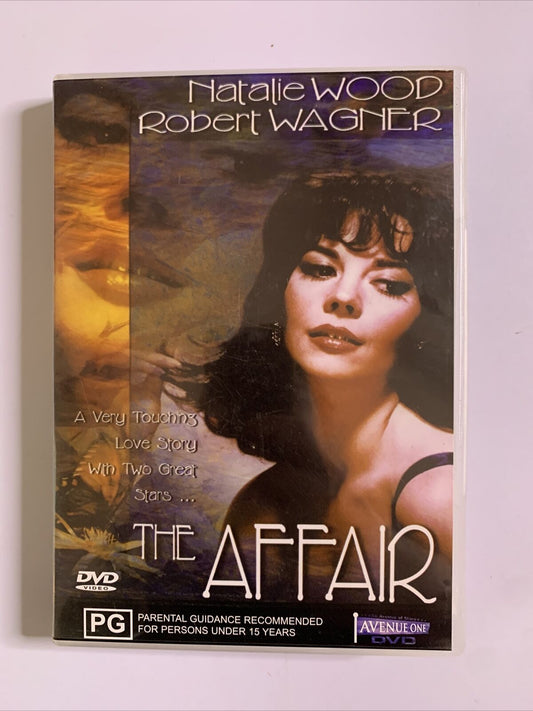 Natalie WOOD
Robert WAGNER
A Very Touching
Love Story
With Two Great
Stars ...
THE AFFAIR
DVD
VIDEO
PG
PARENTAL GUIDANCE RECOMMENDED
FOR PERSONS UNDER 15 YEARS
AVENUE ONE
DVD